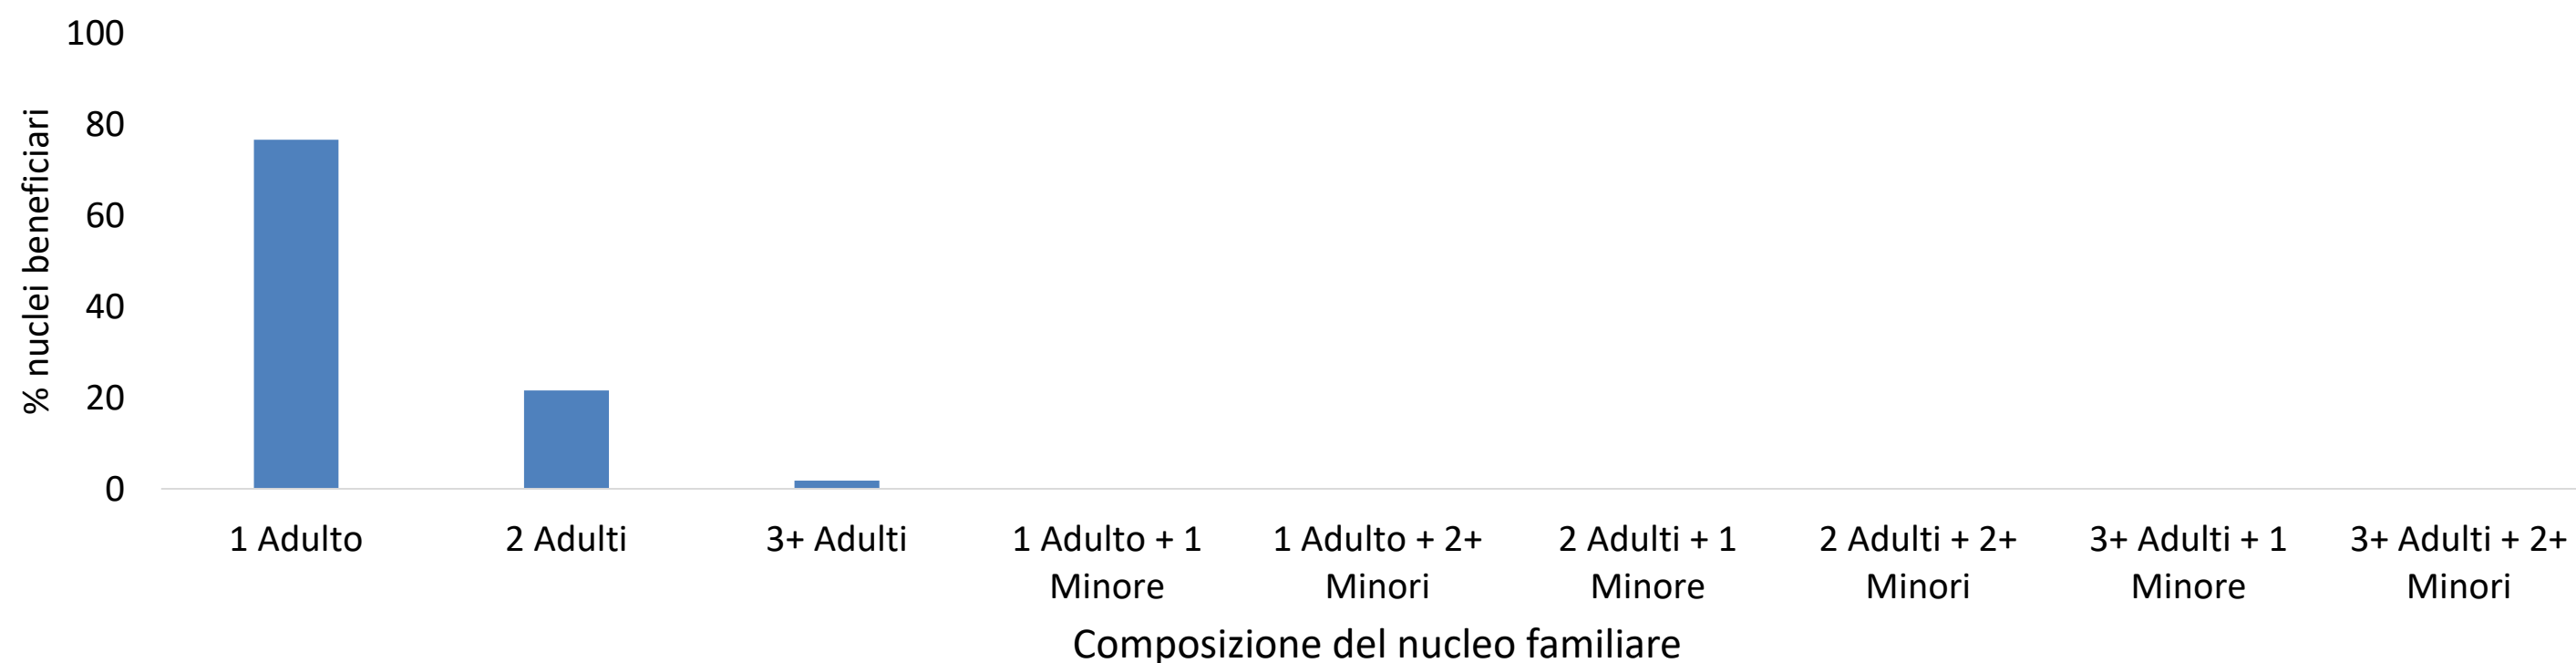 % nuclei beneficiari
100
80
60
40
20
0
1 Adulto
2 Adulti
3+ Adulti
1 Adulto + 1
Minore
1 Adulto + 2+
Minori
2 Adulti + 1
Minore
2 Adulti + 2+
Minori
3+ Adulti + 1
Minore
3+ Adulti + 2+
Minori
Composizione del nucleo familiare